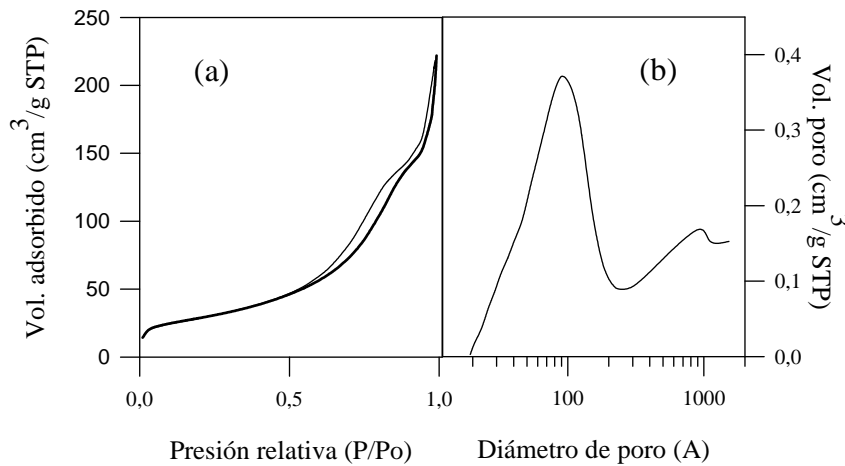 Vol. adsorbido (cm³/g STP)
250
200
150
100
50
0
(a)
0,0
0,5
1,0
Presión relativa (P/Po)
(b)
100
1000
Diámetro de poro (A)
0,4
0,3
0,2
0,1
0,0
Vol. poro (cm³/g STP)